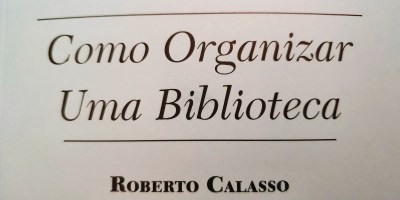 Como Organizar
Uma Biblioteca
ROBERTO CALASSO